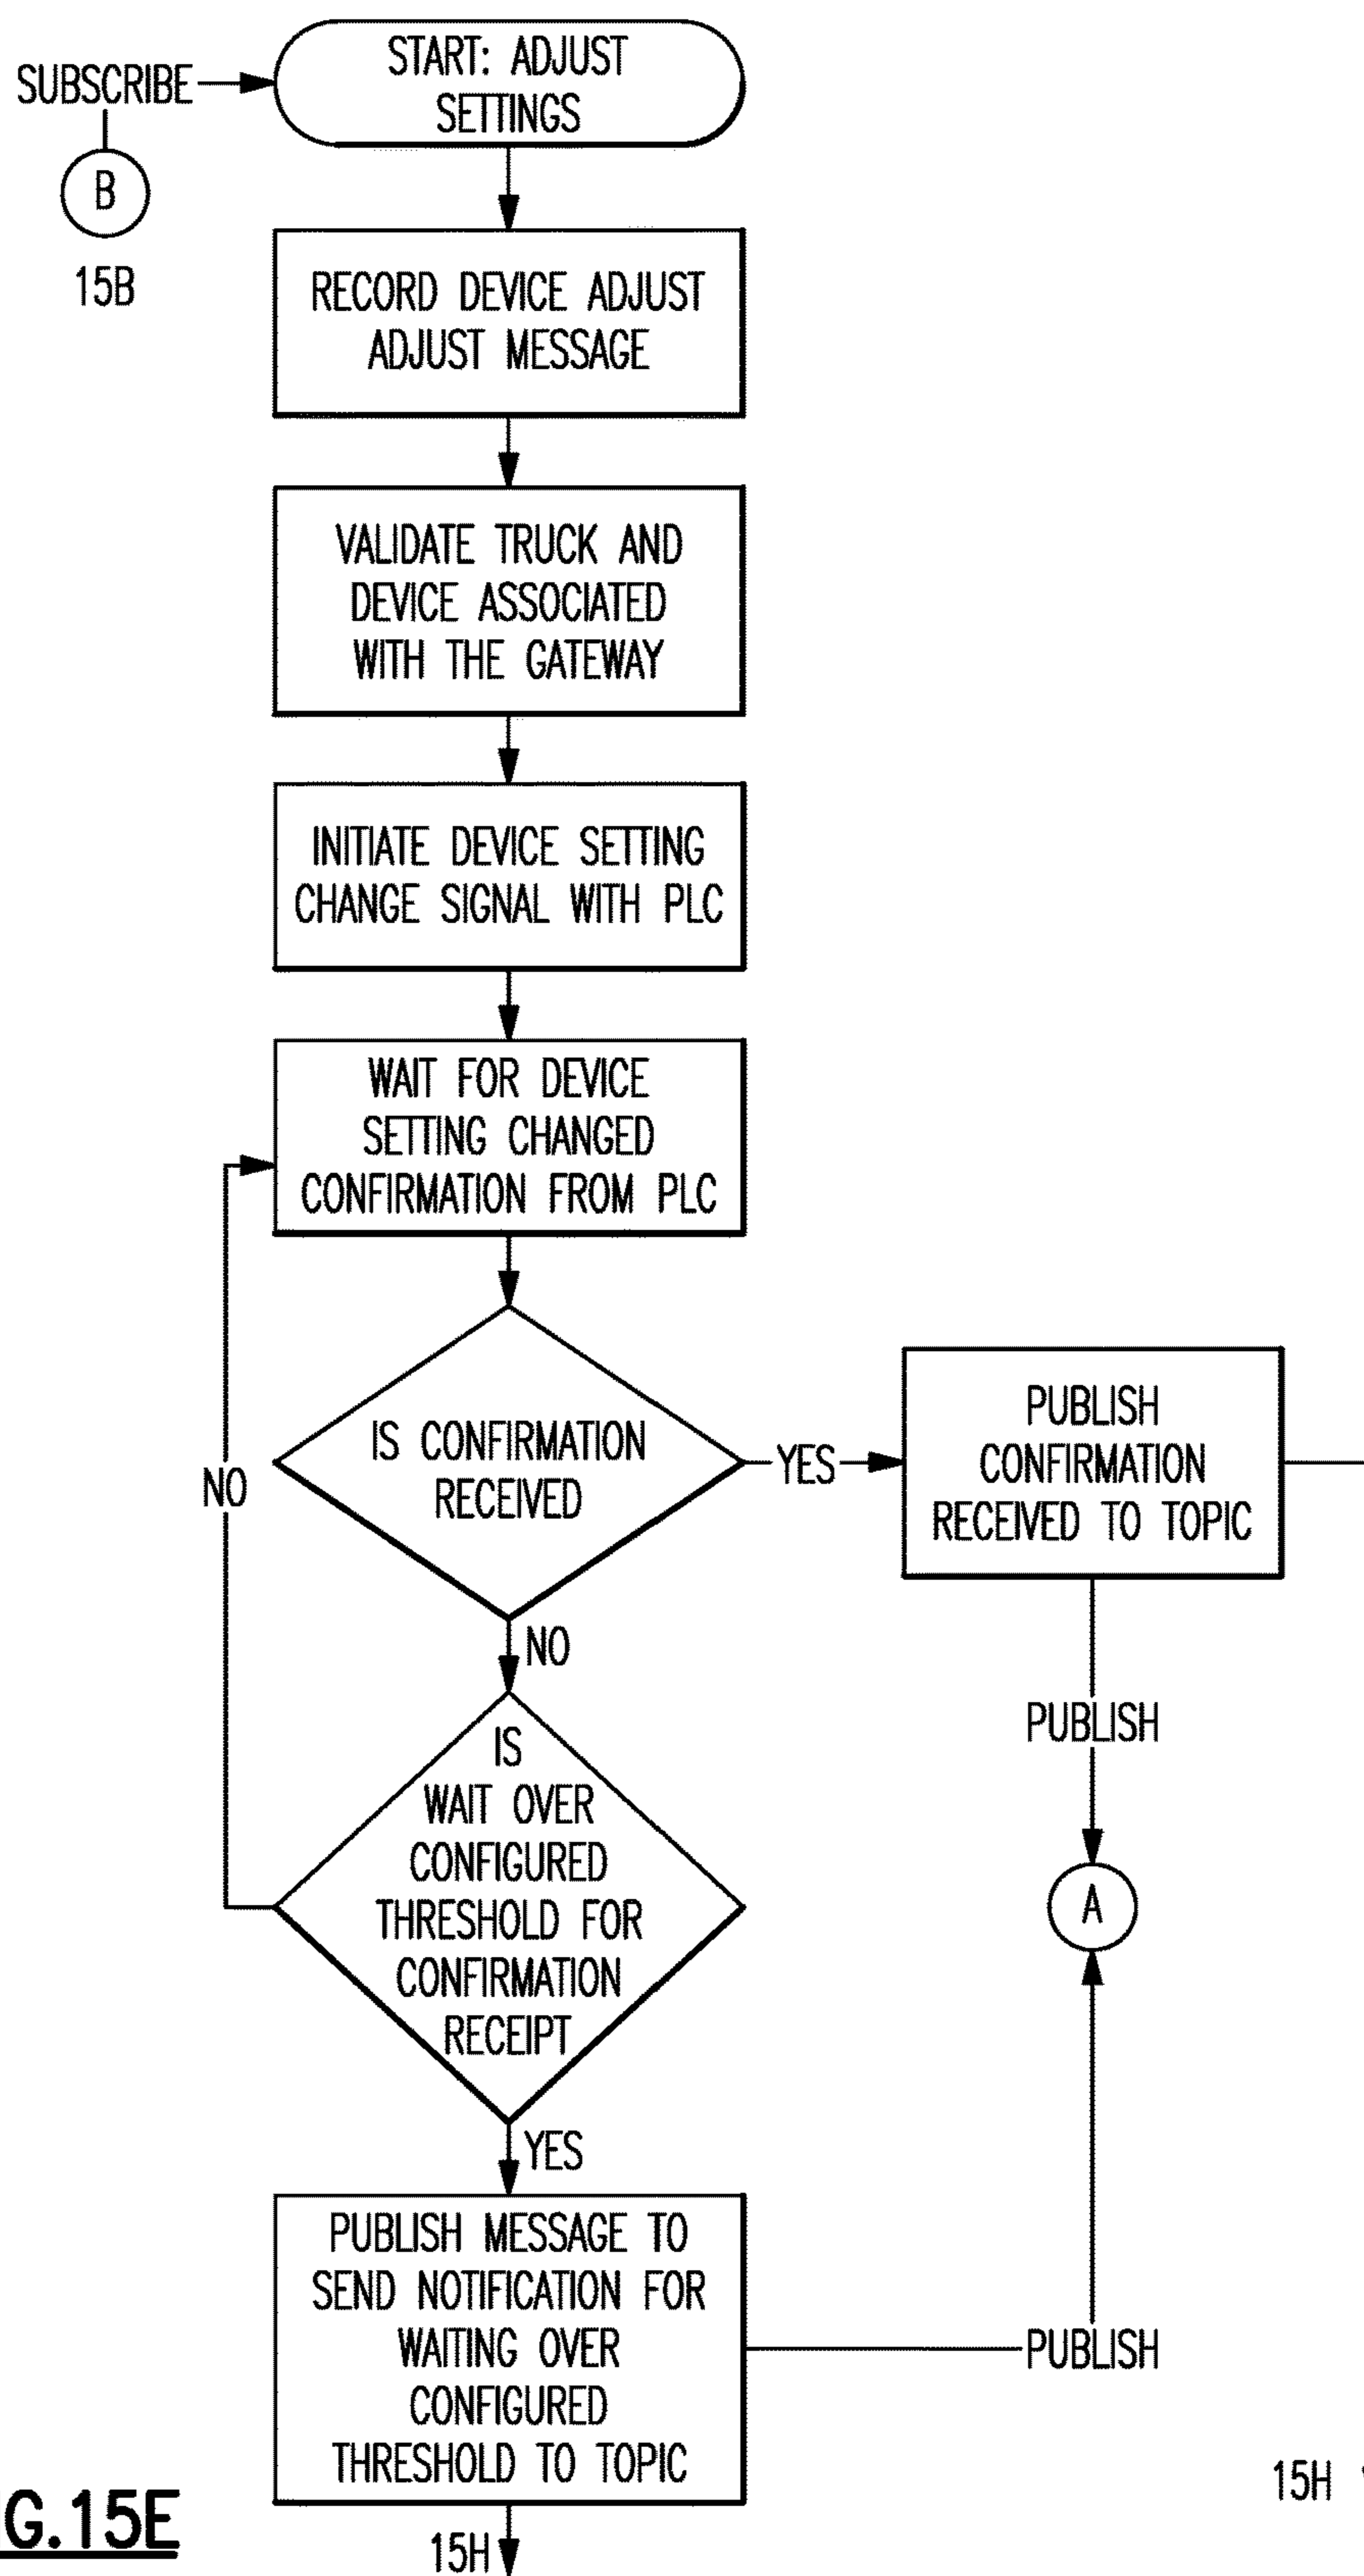 START: ADJUST
SETTINGS
SUBSCRIBE
B
15B
RECORD DEVICE ADJUST
ADJUST MESSAGE
VALIDATE TRUCK AND
DEVICE ASSOCIATED
WITH THE GATEWAY
INITIATE DEVICE SETTING
CHANGE SIGNAL WITH PLC
WAIT FOR DEVICE
SETTING CHANGED
CONFIRMATION FROM PLC
IS CONFIRMATION
RECEIVED
YES
PUBLISH
CONFIRMATION
RECEIVED TO TOPIC
NO
NO
PUBLISH
IS
WAIT OVER
CONFIGURED
THRESHOLD FOR
CONFIRMATION
RECEIPT
A
YES
PUBLISH MESSAGE TO
SEND NOTIFICATION FOR
WAITING OVER
CONFIGURED
THRESHOLD TO TOPIC
PUBLISH
15H
15H
G.15E